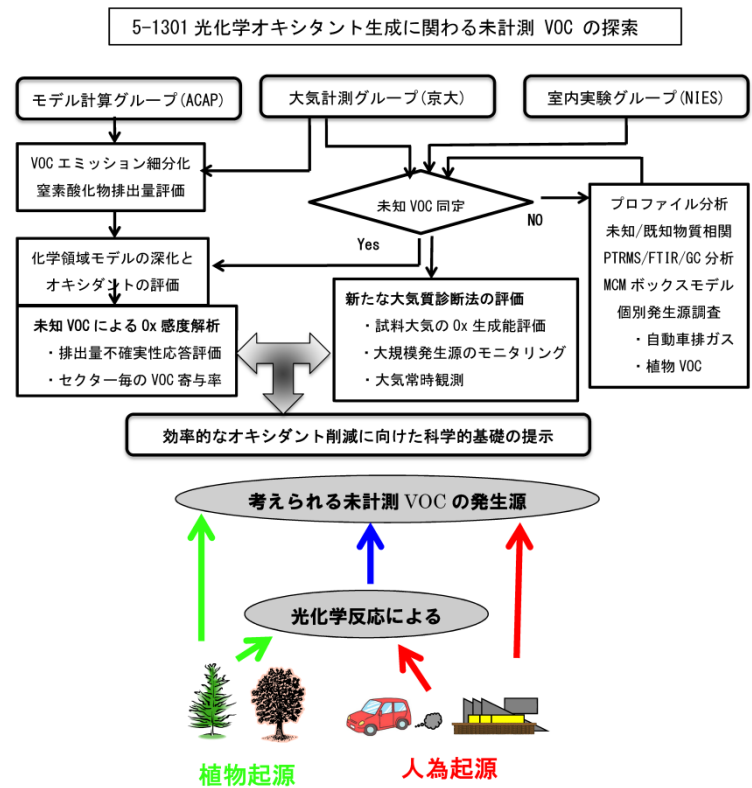 5-1301 光化学オキシタント生成に関わる未計測 VOC の探索
モデル計算グループ(ACAP)
大気計測グループ(京大)
室内実験グループ(NIES)
VOC エミッション細分化
窒素酸化物排出量評価
未知 VOC 同定
NO
Yes
プロファイル分析
未知/既知物質相関
PTRMS/FTIR/GC 分析
MCM ボックスモデル
個別発生源調査
・自動車排ガス
・植物 VOC
化学領域モデルの深化と
オキシダントの評価
未知 VOC による Ox 感度解析
・排出量不確実性応答評価
・セクター毎の VOC 寄与率
新たな大気質診断法の評価
・試料大気の Ox 生成能評価
・大規模発生源のモニタリング
・大気常時観測
効率的なオキシダント削減に向けた科学的基礎の提示
考えられる未計測 VOC の発生源
光化学反応による
植物起源
人為起源